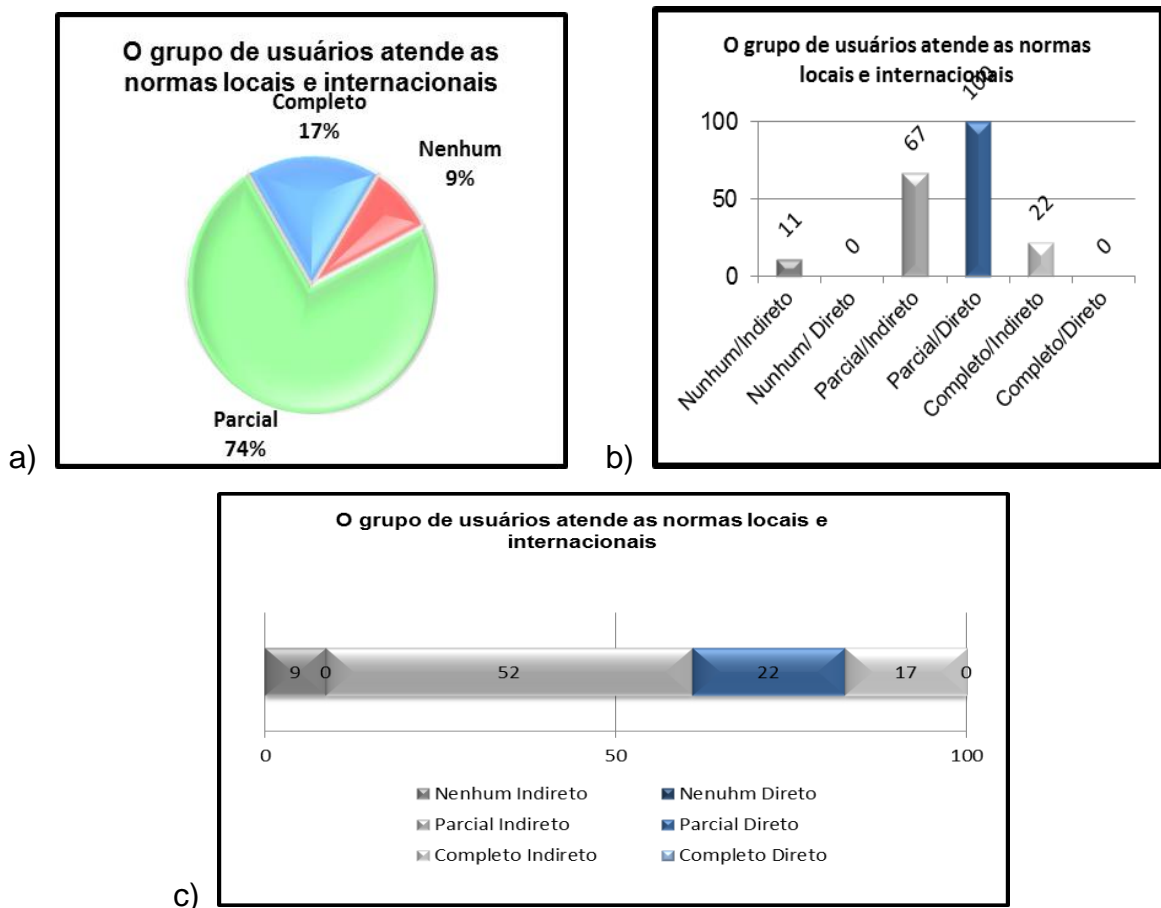 O grupo de usuários atende as
normas locais e internacionais
Completo
17%
Nenhum
9%
Parcial
74%
a)
O grupo de usuários atende as normas
locais e internacionais
100
50
0
11
0
67
100
22
0
Nunhum/Indireto
Nunhum/ Direto
Parcial/Indireto
Parcial/Direto
Completo/Indireto
Completo/Direto
b)
O grupo de usuários atende as normas locais e
internacionais
9 0 52 22 17 0
0 50 100
Nenhum Indireto Nenuhm Direto
Parcial Indireto Parcial Direto
Completo Indireto Completo Direto
c)